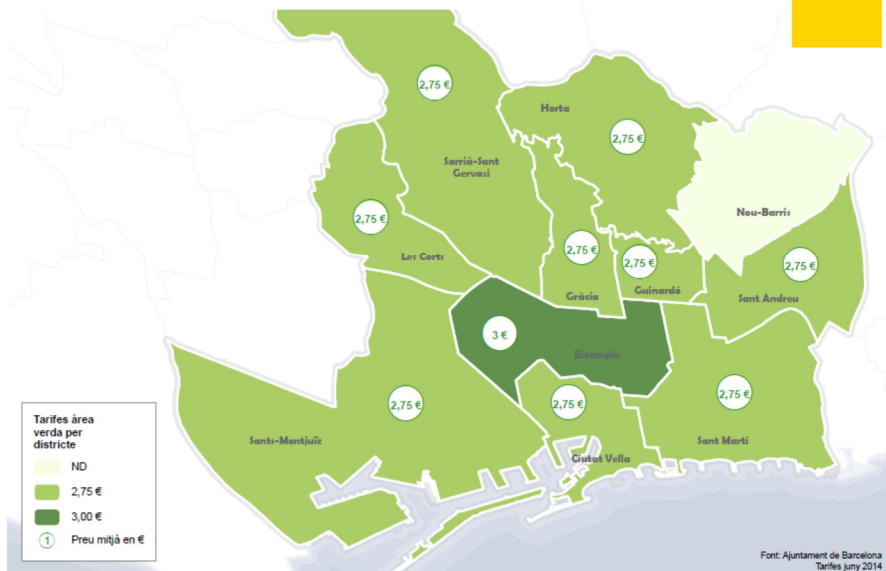 2,75 €
Horta
2,75 €
Sarrià-Sant
Gervasi
Nou-Barris
2,75 €
Les Corts
2,75 €
Gràcia
2,75 €
Guinardó
2,75 €
Sant Andreu
3 €
Eixample
2,75 €
Sants-Montjuïc
2,75 €
Ciutat Vella
2,75 €
Sant Martí
Tarifes àrea
verda per
districte
ND
2,75 €
3,00 €
1 Preu mitjà en €
Font: Ajuntament de Barcelona
Tarifes juny 2014